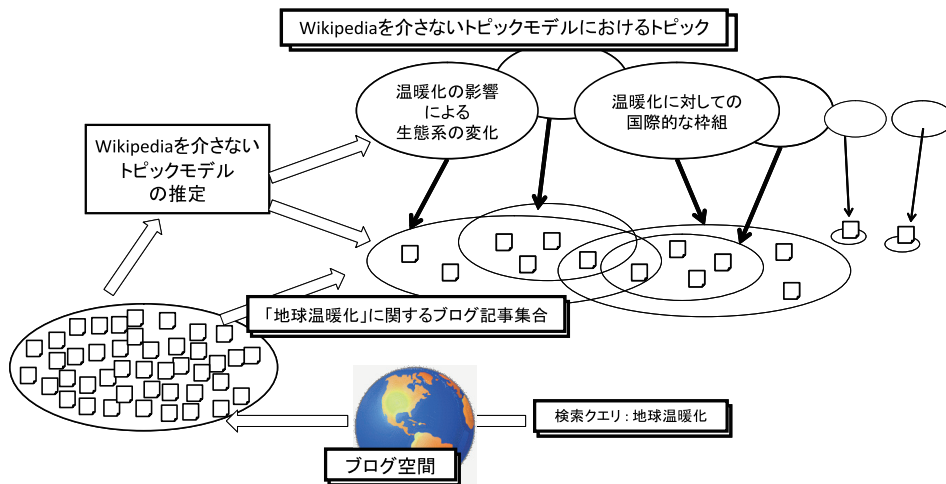 Wikipediaを介さないトピックモデルにおけるトピック
温暖化の影響
による
生態系の変化
温暖化に対しての
国際的な枠組
Wikipediaを介さない
トピックモデル
の推定
「地球温暖化」に関するブログ記事集合
検索クエリ：地球温暖化
ブログ空間